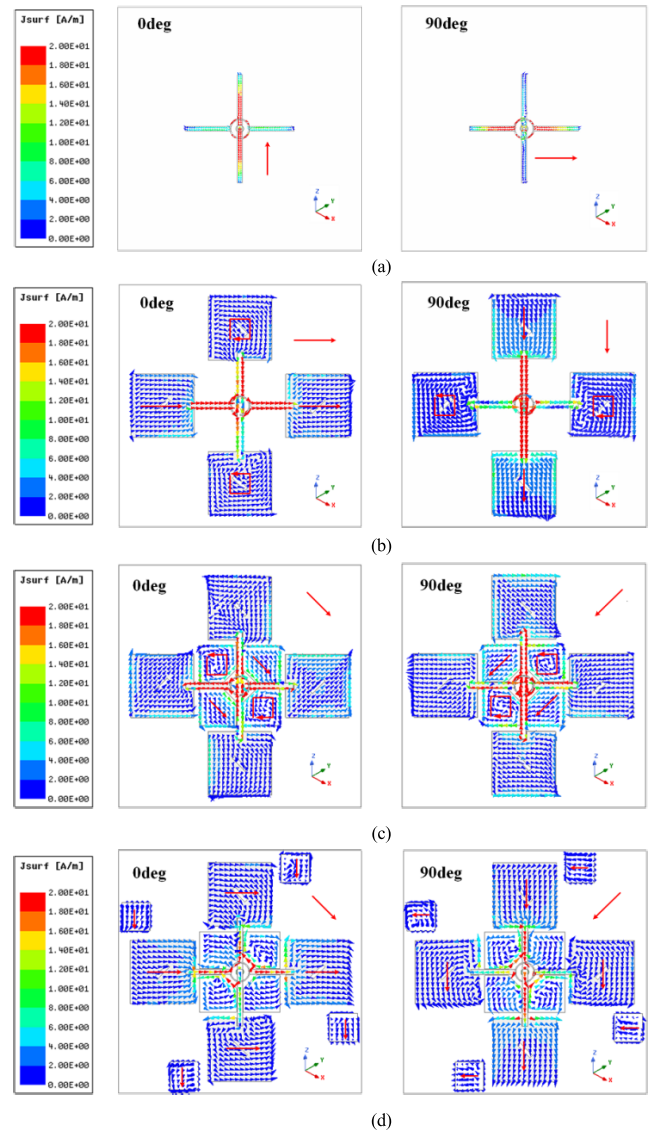 Jsurf [A/m]
2.00E+01
1.80E+01
1.60E+01
1.40E+01
1.20E+01
1.00E+01
8.00E+00
6.00E+00
4.00E+00
2.00E+00
0.00E+00
0deg
Z
Y
X
90deg
Z
Y
X
(a)
Jsurf [A/m]
2.00E+01
1.80E+01
1.60E+01
1.40E+01
1.20E+01
1.00E+01
8.00E+00
6.00E+00
4.00E+00
2.00E+00
0.00E+00
0deg
Z
Y
X
90deg
Z
Y
X
(b)
Jsurf [A/m]
2.00E+01
1.80E+01
1.60E+01
1.40E+01
1.20E+01
1.00E+01
8.00E+00
6.00E+00
4.00E+00
2.00E+00
0.00E+00
0deg
Z
Y
X
90deg
Z
Y
X
(c)
Jsurf [A/m]
2.00E+01
1.80E+01
1.60E+01
1.40E+01
1.20E+01
1.00E+01
8.00E+00
6.00E+00
4.00E+00
2.00E+00
0.00E+00
0deg
Z
Y
X
90deg
Z
Y
X
(d)